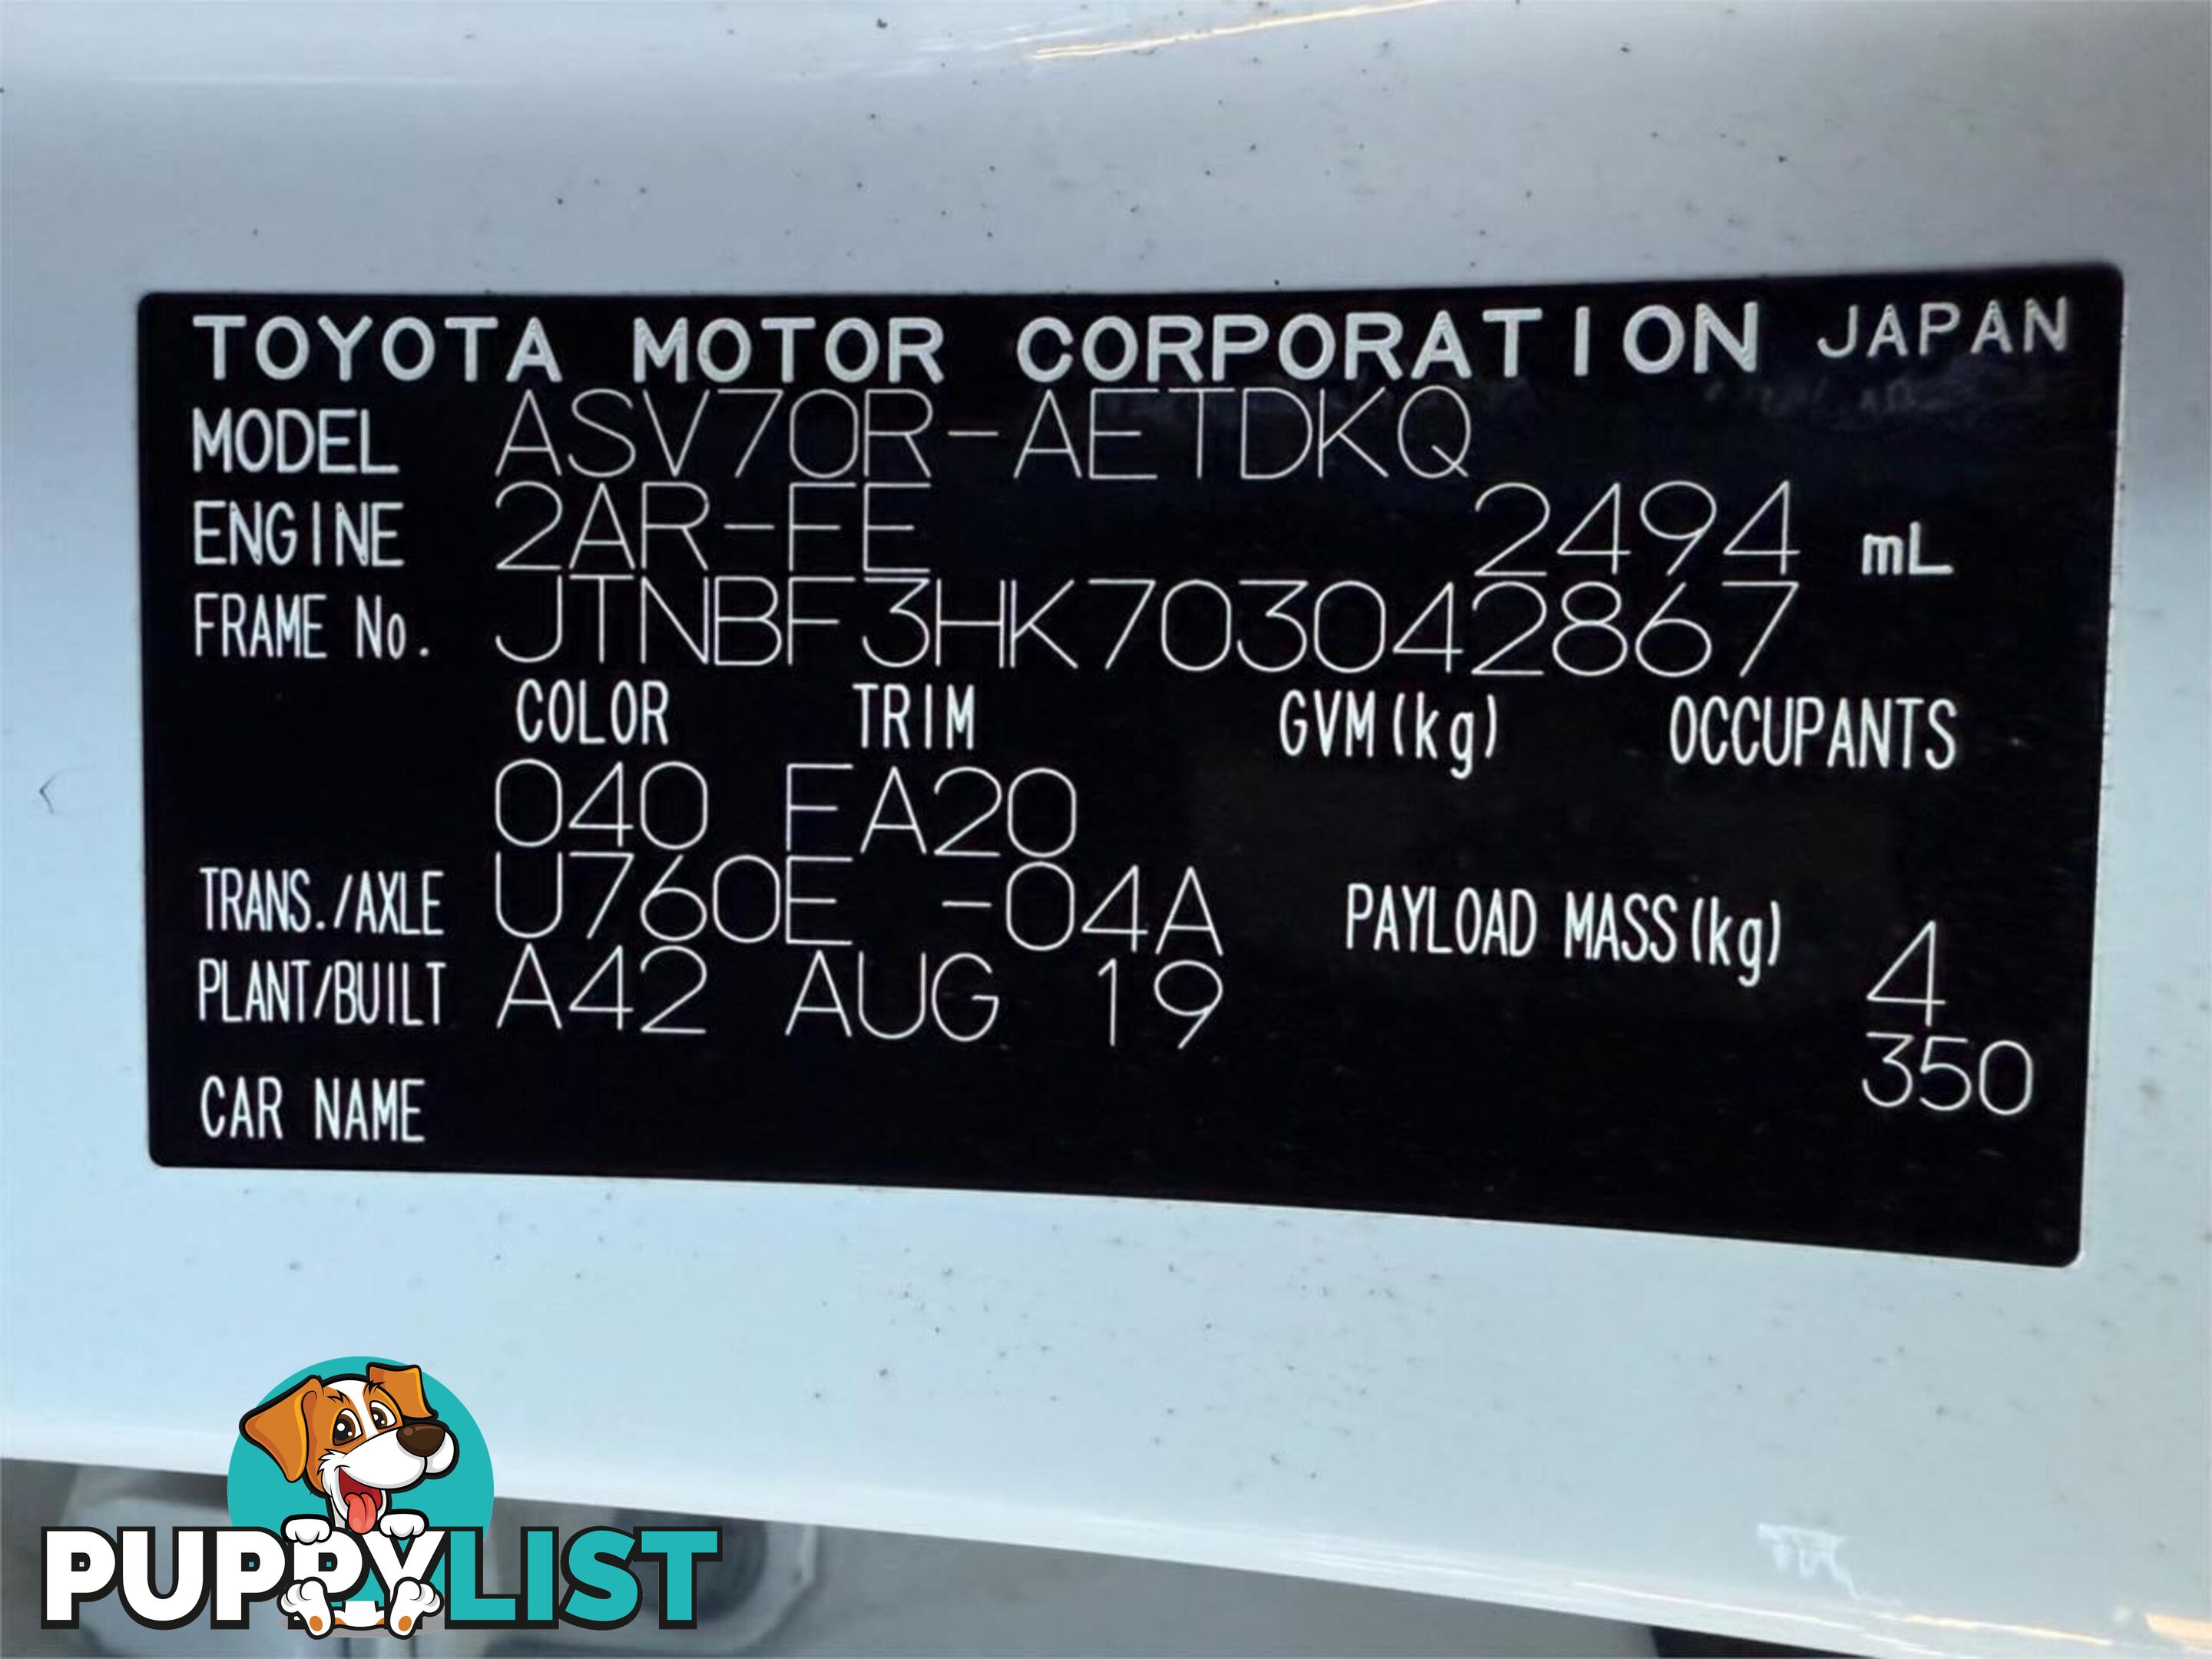 TOYOTA MOTOR CORPORATION JAPAN
MODEL ASV70R-AETDKQ
ENGINE 2AR-FE 2494 mL
FRAME No. JTNBF3HK703042867
COLOR TRIM GVM(kg) OCCUPANTS
040 FA20
TRANS./AXLE U760E -04A PAYLOAD MASS(kg) 4
PLANT/BUILT A42 AUG 19 350
CAR NAME
PUPPYLIST